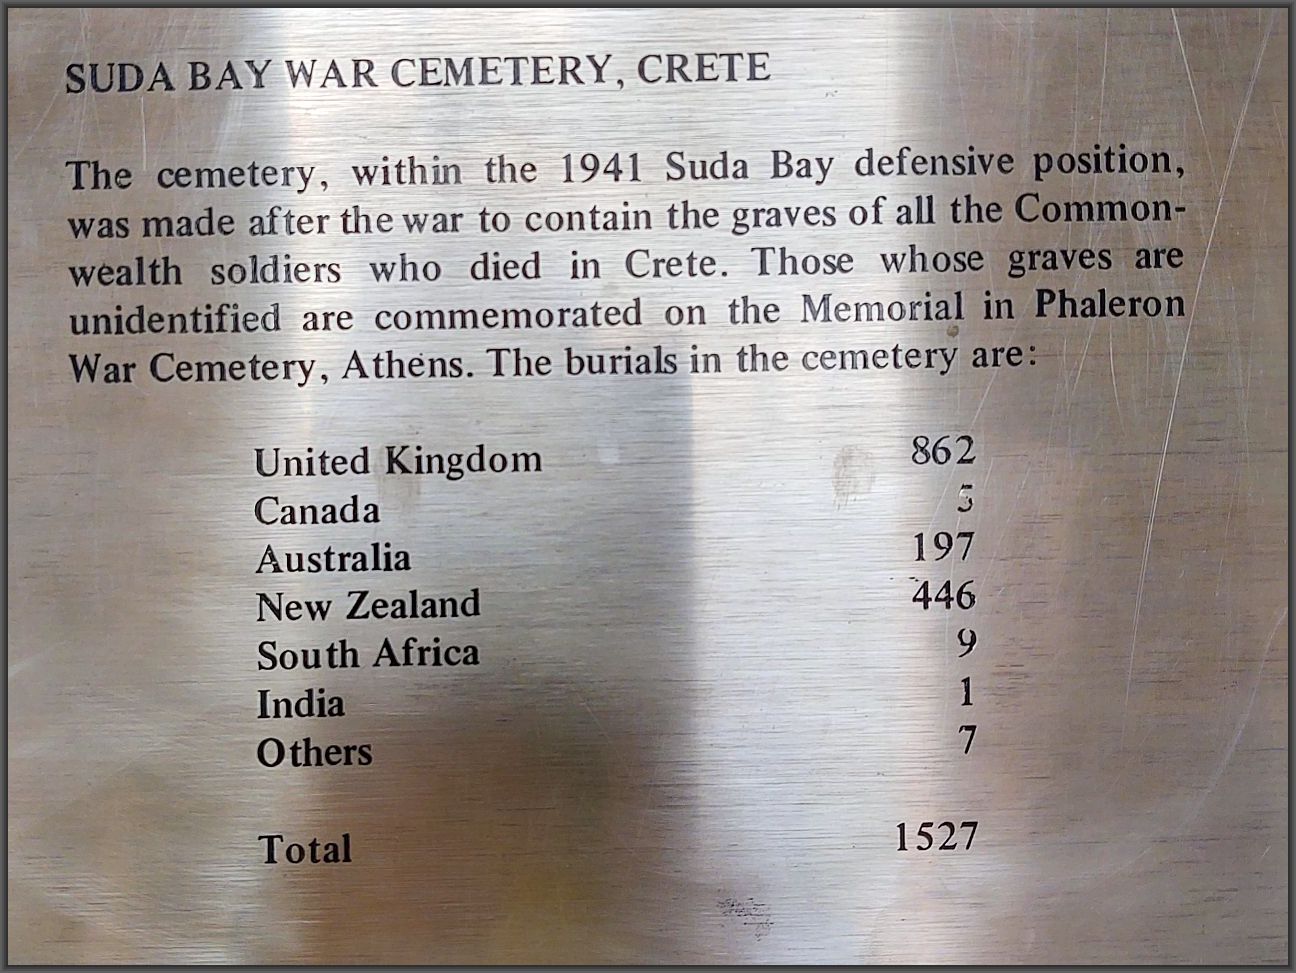 SUDA BAY WAR CEMETERY, CRETE
The cemetery, within the 1941 Suda Bay defensive position,
was made after the war to contain the graves of all the Common-
wealth soldiers who died in Crete. Those whose graves are
unidentified are commemorated on the Memorial in Phaleron
War Cemetery, Athens. The burials in the cemetery are:
United Kingdom 862
Canada 5
Australia 197
New Zealand 446
South Africa 9
India 1
Others 7
Total 1527